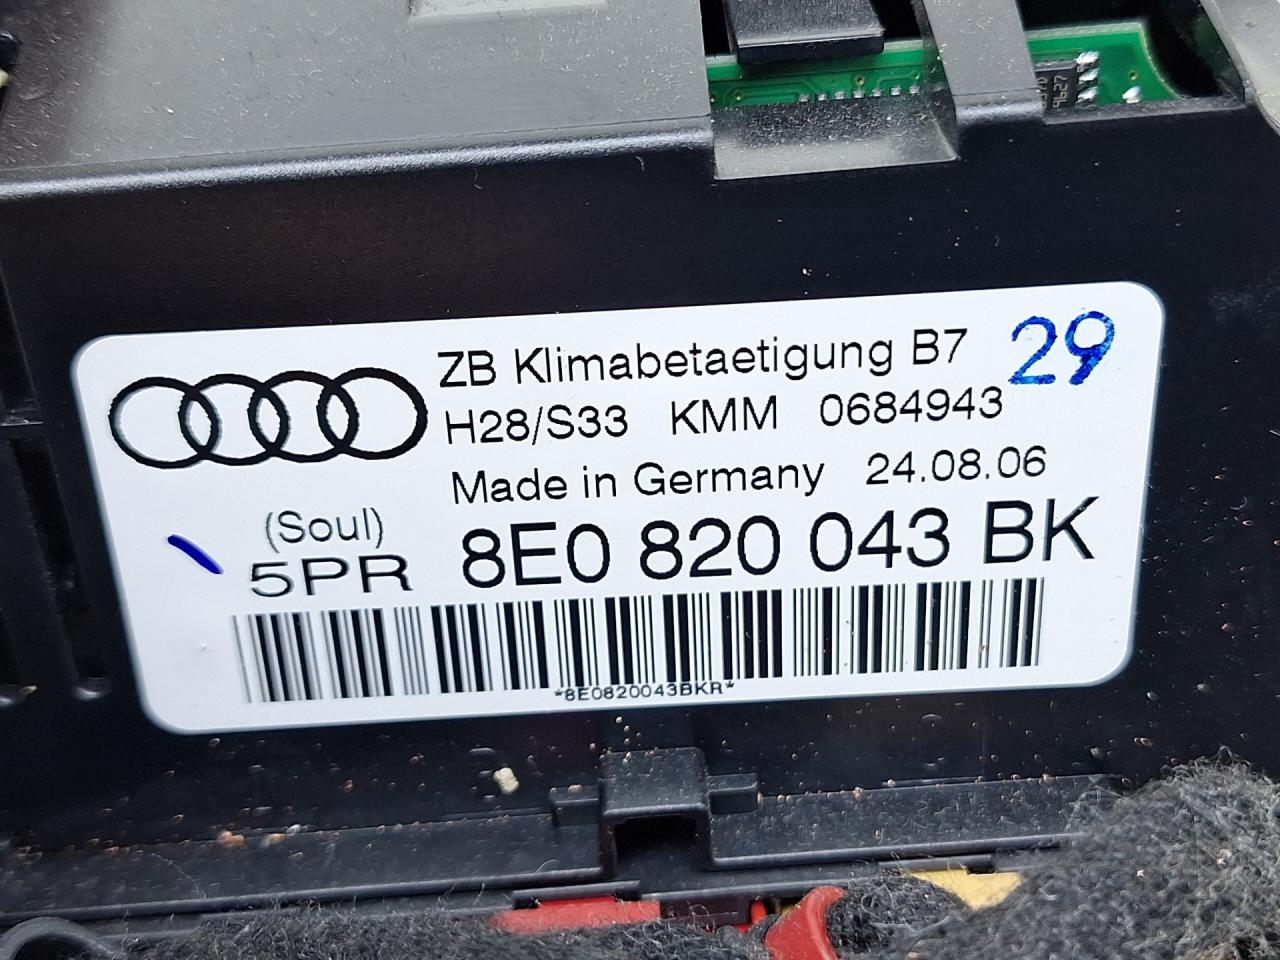 ZB Klimabetaetigung B7 29
H28/S33 KMM 0684943
Made in Germany 24.08.06
(Soul)
5PR 8E0 820 043 BK
*8E0820043BKR*